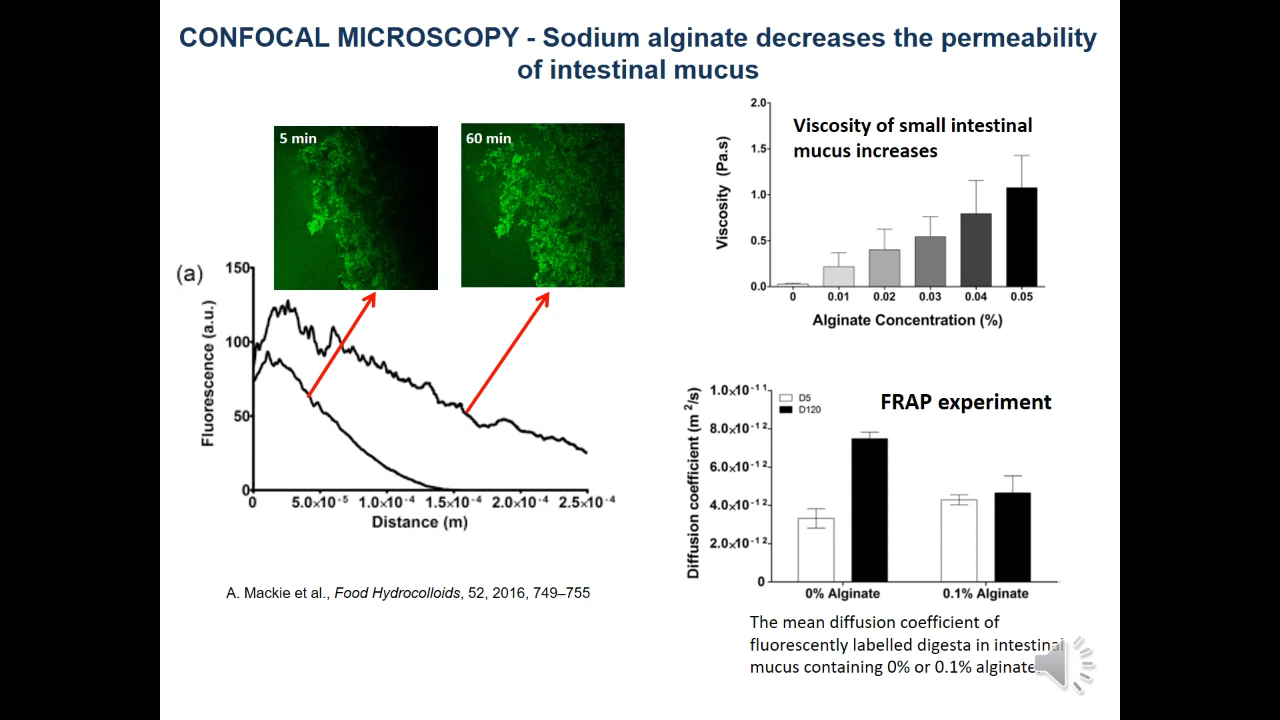 CONFOCAL MICROSCOPY - Sodium alginate decreases the permeability
of intestinal mucus
5 min
60 min
(a)
150
100
50
0
Fluorescence (a.u.)
0
5.0×10⁻⁵
1.0×10⁻⁴
1.5×10⁻⁴
2.0×10⁻⁴
2.5×10⁻⁴
Distance (m)
A. Mackie et al., Food Hydrocolloids, 52, 2016, 749–755
Viscosity of small intestinal
mucus increases
2.0
1.5
1.0
0.5
0.0
Viscosity (Pa.s)
0
0.01
0.02
0.03
0.04
0.05
Alginate Concentration (%)
FRAP experiment
D5
D120
1.0×10⁻¹¹
8.0×10⁻¹²
6.0×10⁻¹²
4.0×10⁻¹²
2.0×10⁻¹²
0
Diffusion coefficient (m²/s)
0% Alginate
0.1% Alginate
The mean diffusion coefficient of
fluorescently labelled digesta in intestinal
mucus containing 0% or 0.1% alginate